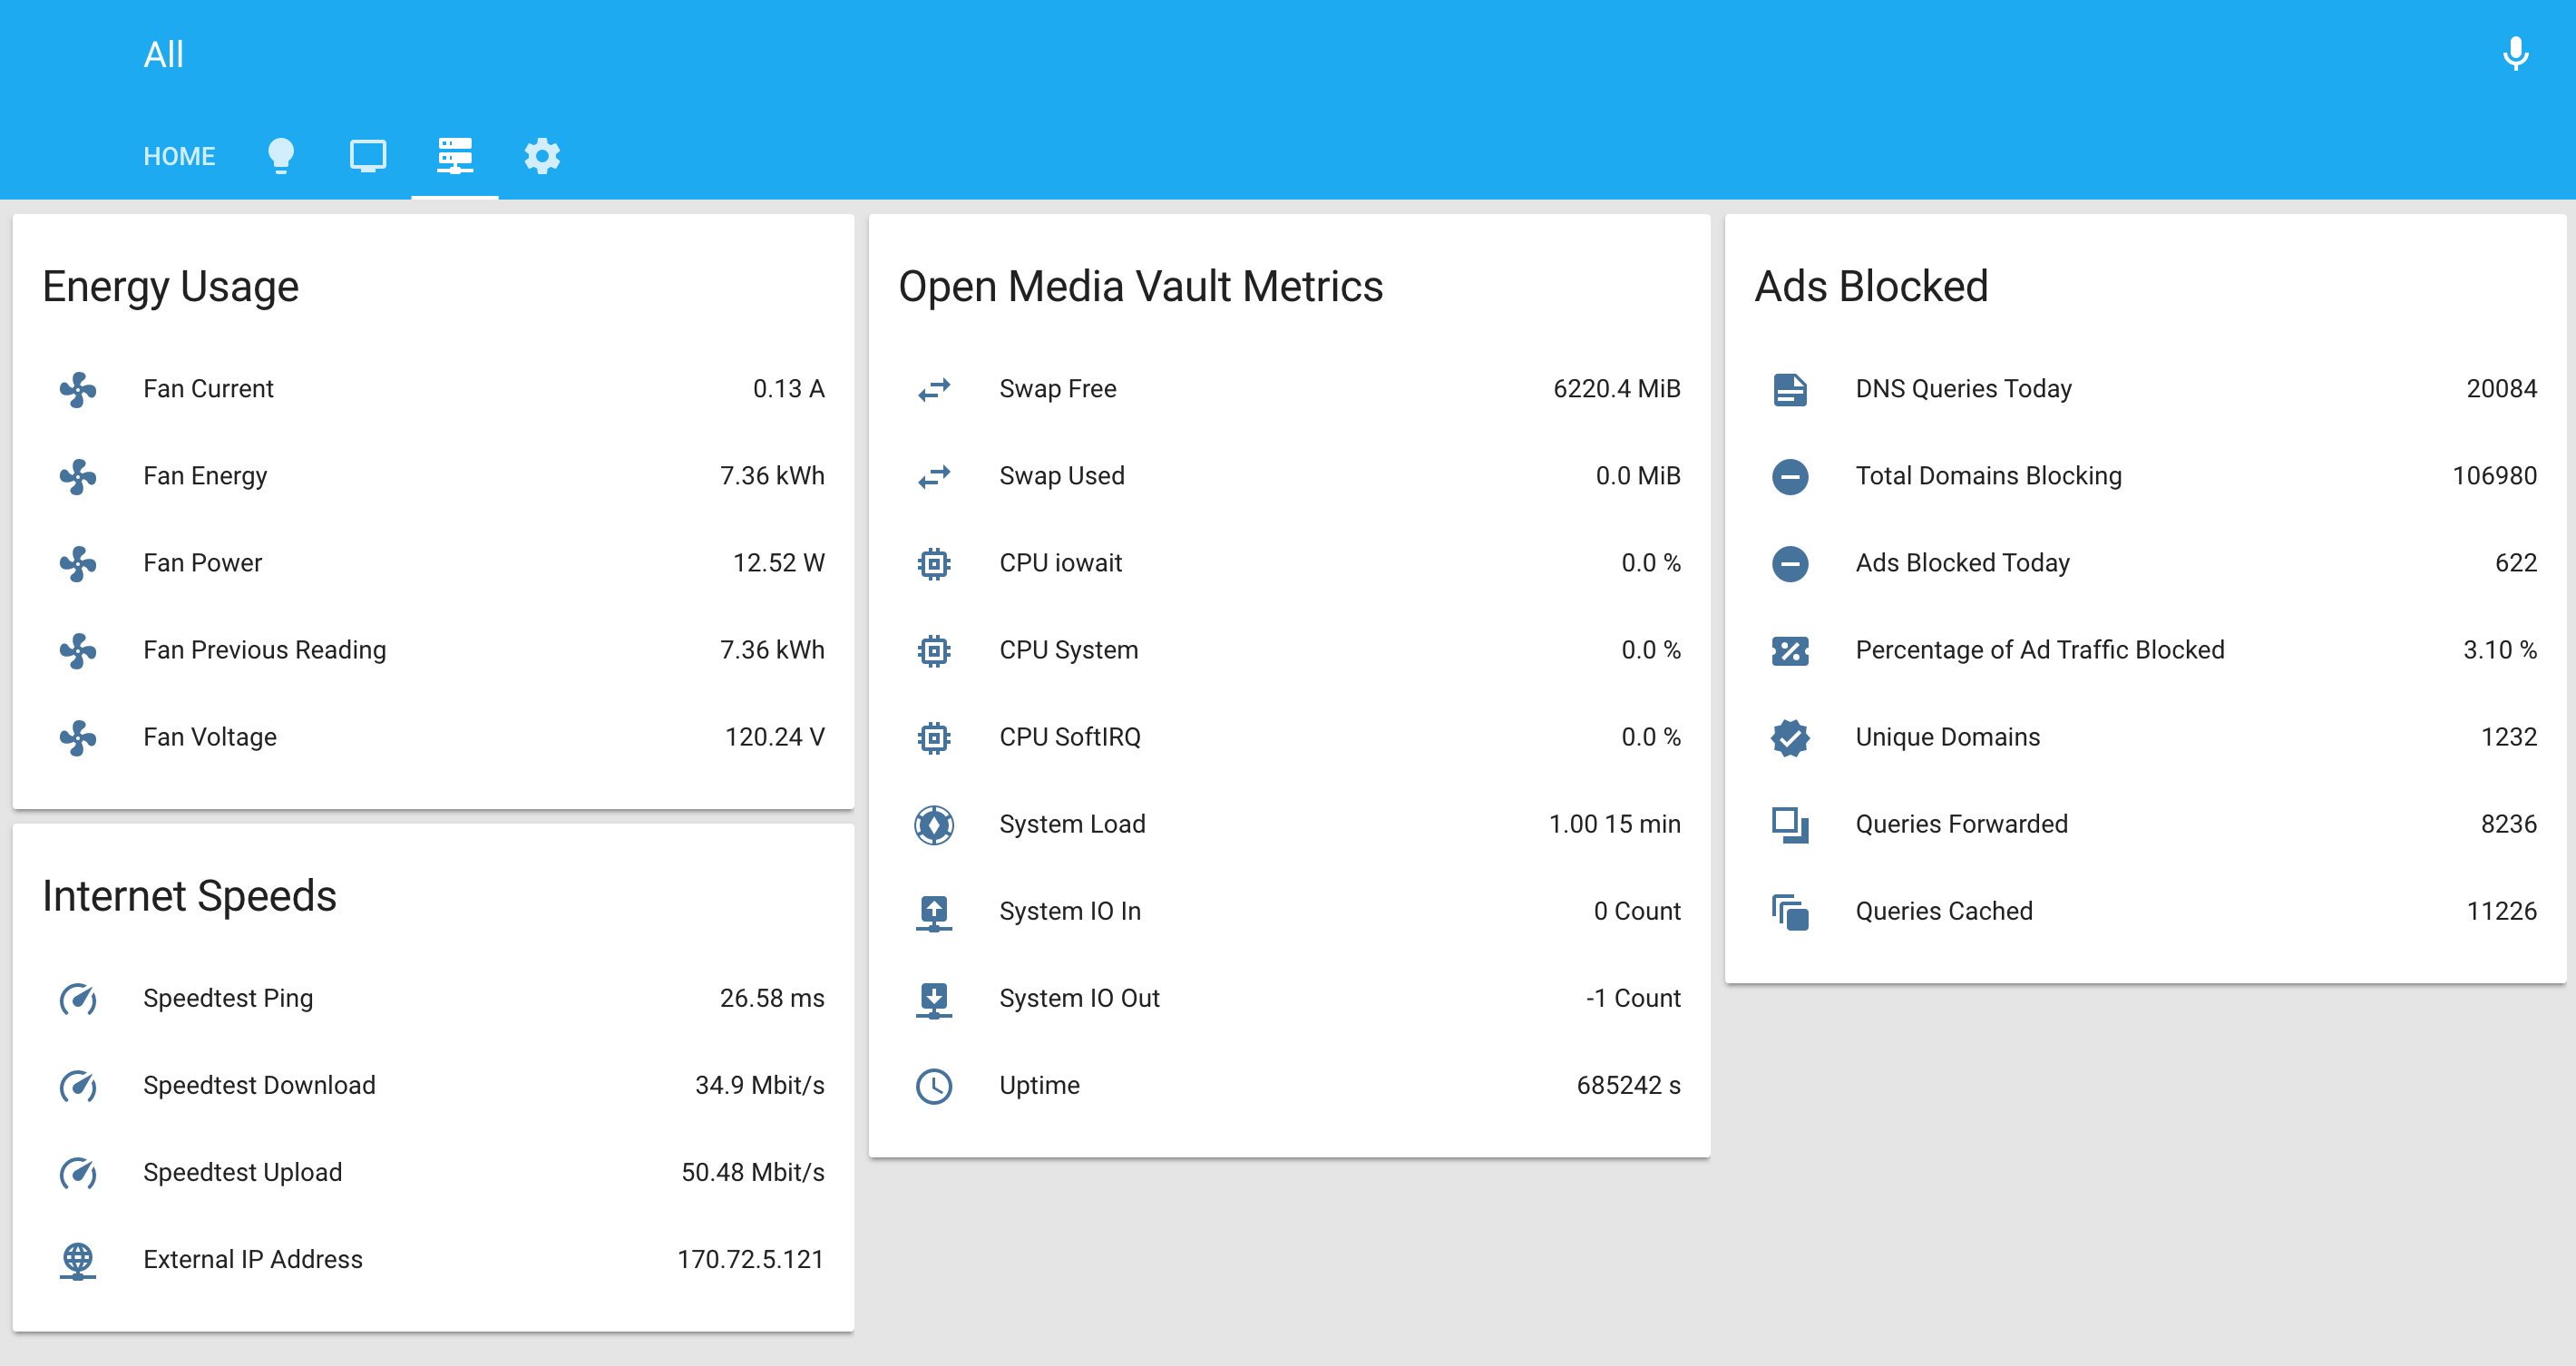 All
HOME
Energy Usage
Fan Current 0.13 A
Fan Energy 7.36 kWh
Fan Power 12.52 W
Fan Previous Reading 7.36 kWh
Fan Voltage 120.24 V
Internet Speeds
Speedtest Ping 26.58 ms
Speedtest Download 34.9 Mbit/s
Speedtest Upload 50.48 Mbit/s
External IP Address 170.72.5.121
Open Media Vault Metrics
Swap Free 6220.4 MiB
Swap Used 0.0 MiB
CPU iowait 0.0 %
CPU System 0.0 %
CPU SoftIRQ 0.0 %
System Load 1.00 15 min
System IO In 0 Count
System IO Out -1 Count
Uptime 685242 s
Ads Blocked
DNS Queries Today 20084
Total Domains Blocking 106980
Ads Blocked Today 622
Percentage of Ad Traffic Blocked 3.10 %
Unique Domains 1232
Queries Forwarded 8236
Queries Cached 11226